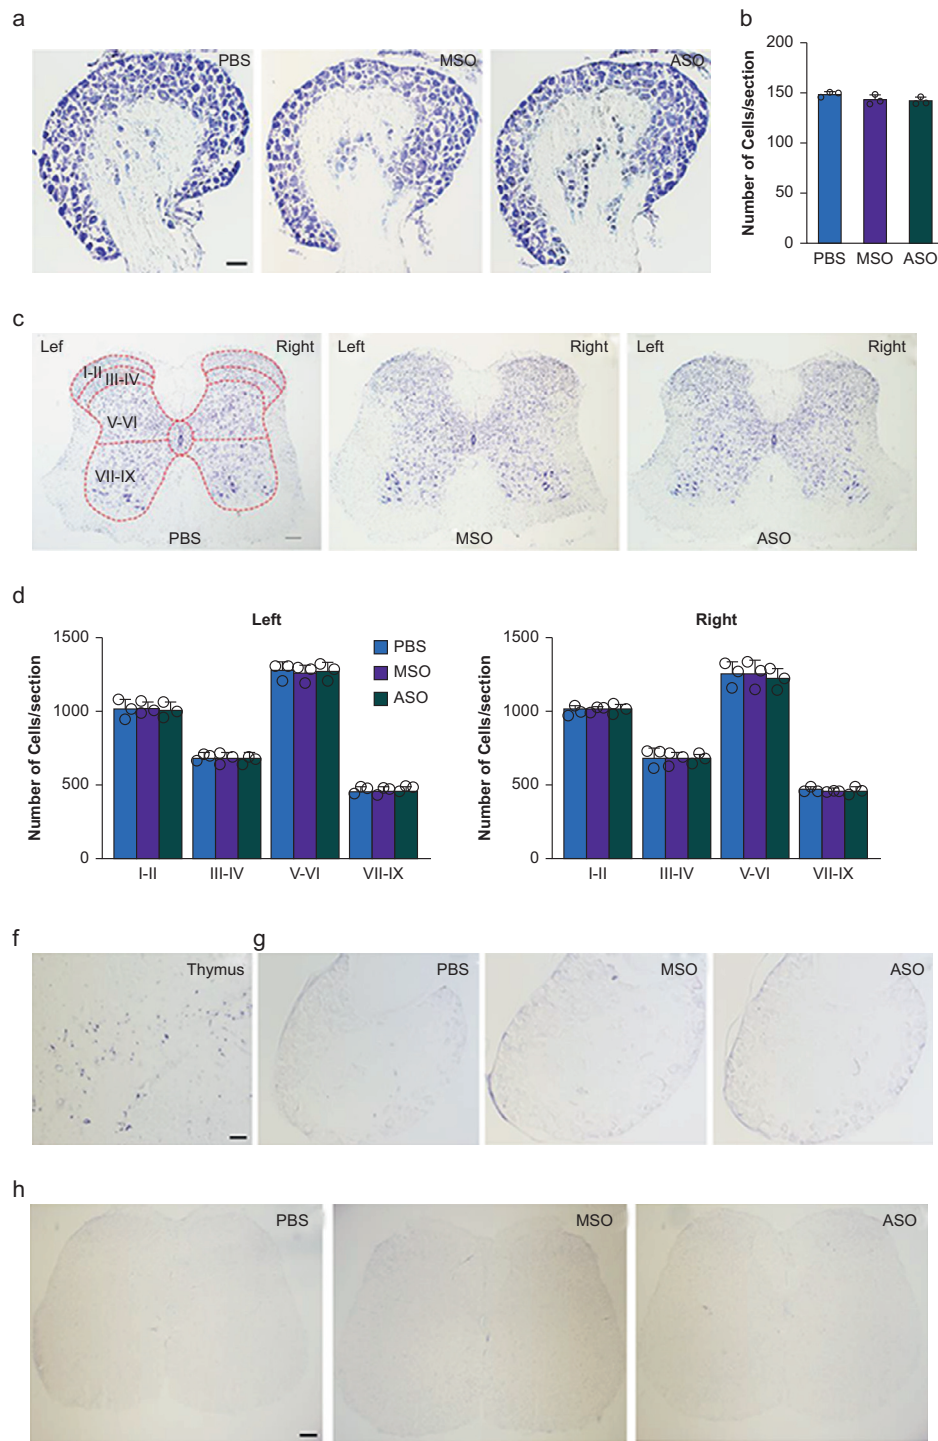 a
PBS
MSO
ASO
b
Number of Cells/section
200
150
100
50
0
PBS MSO ASO
c
Lef
Right
I-II
III-IV
V-VI
VII-IX
PBS
Left
Right
MSO
Left
Right
ASO
d
Left
Number of Cells/section
1500
1000
500
0
I-II III-IV V-VI VII-IX
PBS
MSO
ASO
Right
Number of Cells/section
1500
1000
500
0
I-II III-IV V-VI VII-IX
f
Thymus
g
PBS
MSO
ASO
h
PBS
MSO
ASO